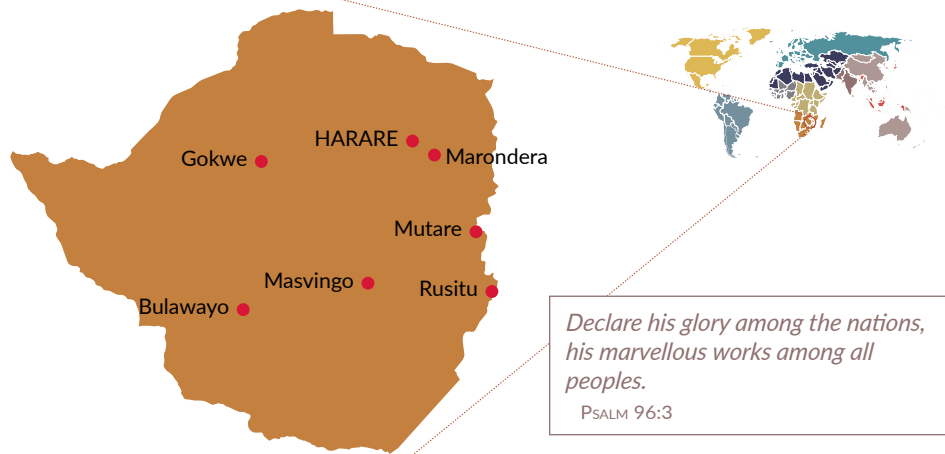 HARARE
Gokwe
Marondera
Mutare
Masvingo
Rusitu
Bulawayo
Declare his glory among the nations,
his marvellous works among all
peoples.
Psalm 96:3